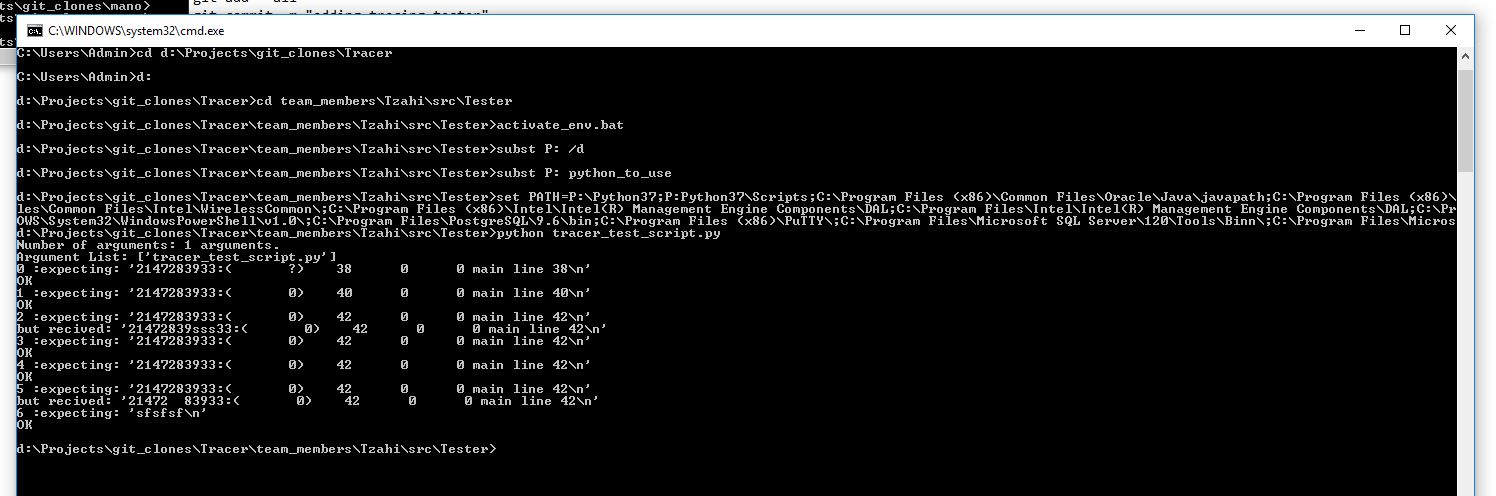 ts\git_clones\mano>
git add --all
git commit -m "adding tracing tester"
C:\WINDOWS\system32\cmd.exe
C:\Users\Admin>cd d:\Projects\git_clones\Tracer
C:\Users\Admin>d:
d:\Projects\git_clones\Tracer>cd team_members\Tzahi\src\Tester
d:\Projects\git_clones\Tracer\team_members\Tzahi\src\Tester>activate_env.bat
d:\Projects\git_clones\Tracer\team_members\Tzahi\src\Tester>subst P: /d
d:\Projects\git_clones\Tracer\team_members\Tzahi\src\Tester>subst P: python_to_use
d:\Projects\git_clones\Tracer\team_members\Tzahi\src\Tester>set PATH=P:\Python37;P:Python37\Scripts;C:\Program Files (x86)\Common Files\Oracle\Java\javapath;C:\Program Files (x86)\
les\Common Files\Intel\WirelessCommon\;C:\Program Files (x86)\Intel\Intel(R) Management Engine Components\DAL;C:\Program Files\Intel\Intel(R) Management Engine Components\DAL;C:\Pr
OWS\System32\WindowsPowerShell\v1.0\;C:\Program Files\PostgreSQL\9.6\bin;C:\Program Files (x86)\PuTTY\;C:\Program Files\Microsoft SQL Server\120\Tools\Binn\;C:\Program Files\Micros
d:\Projects\git_clones\Tracer\team_members\Tzahi\src\Tester>python tracer_test_script.py
Number of arguments: 1 arguments.
Argument List: ['tracer_test_script.py']
0 :expecting: '2147283933:(       ?)    38      0      0 main line 38\n'
OK
1 :expecting: '2147283933:(       0)    40      0      0 main line 40\n'
OK
2 :expecting: '2147283933:(       0)    42      0      0 main line 42\n'
but recived: '21472839sss33:(       0)    42      0      0 main line 42\n'
3 :expecting: '2147283933:(       0)    42      0      0 main line 42\n'
OK
4 :expecting: '2147283933:(       0)    42      0      0 main line 42\n'
OK
5 :expecting: '2147283933:(       0)    42      0      0 main line 42\n'
but recived: '21472  83933:(       0)    42      0      0 main line 42\n'
6 :expecting: 'sfsfsf\n'
OK
d:\Projects\git_clones\Tracer\team_members\Tzahi\src\Tester>